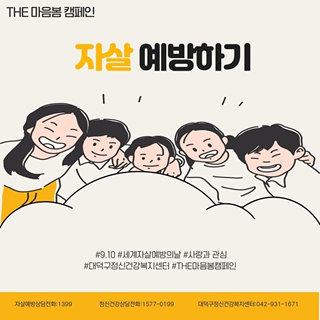 THE 마음봄 캠페인
자살 예방하기
#9.10 #세계자살예방의날 #사랑과 관심
#대덕구정신건강복지센터 #THE마음봄캠페인
자살예방상담전화:1399 정신건강상담전화:1577-0199 대덕구정신건강복지센터:042-931-1671